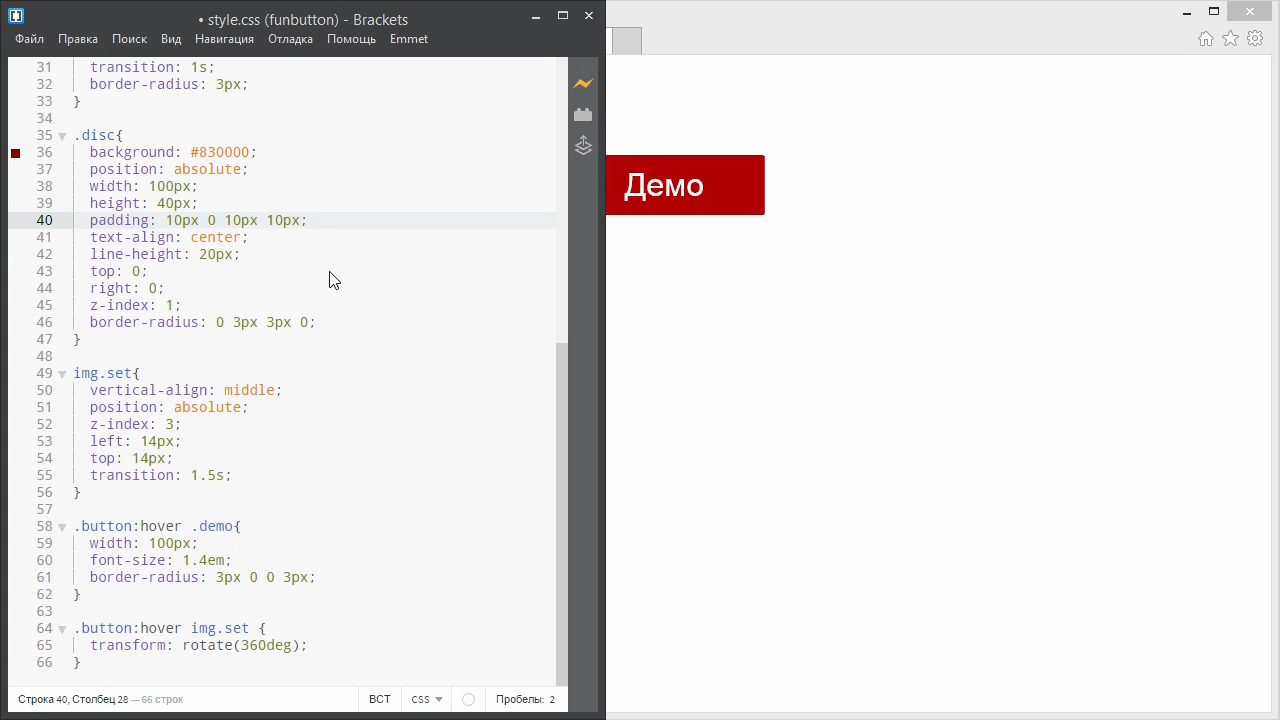 • style.css (funbutton) - Brackets
Файл Правка Поиск Вид Навигация Отладка Помощь Emmet
31 transition: 1s;
32 border-radius: 3px;
33 }
34
35 .disc{
36 background: #830000;
37 position: absolute;
38 width: 100px;
39 height: 40px;
40 padding: 10px 0 10px 10px;
41 text-align: center;
42 line-height: 20px;
43 top: 0;
44 right: 0;
45 z-index: 1;
46 border-radius: 0 3px 3px 0;
47 }
48
49 img.set{
50 vertical-align: middle;
51 position: absolute;
52 z-index: 3;
53 left: 14px;
54 top: 14px;
55 transition: 1.5s;
56 }
57
58 .button:hover .demo{
59 width: 100px;
60 font-size: 1.4em;
61 border-radius: 3px 0 0 3px;
62 }
63
64 .button:hover img.set {
65 transform: rotate(360deg);
66 }
Строка 40, Столбец 28 — 66 строк ВСТ CSS Пробелы: 2
Демо